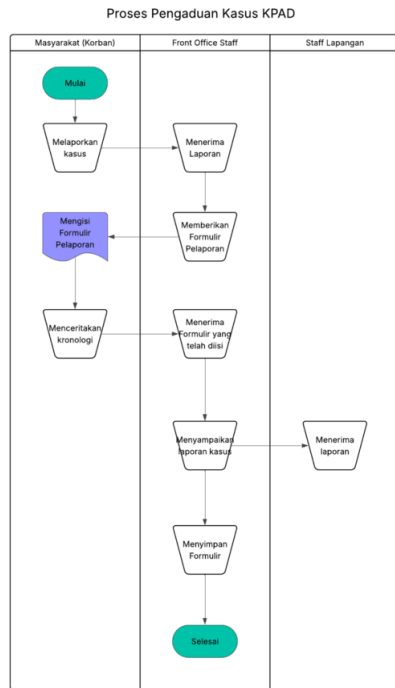 Proses Pengaduan Kasus KPAD
Masyarakat (Korban)
Front Office Staff
Staff Lapangan
Mulai
Melaporkan
kasus
Menerima
Laporan
Memberikan
Formulir
Pelaporan
Mengisi
Formulir
Pelaporan
Menceritakan
kronologi
Menerima
Formulir yang
telah diisi
Menyampaikan
laporan kasus
Menerima
laporan
Menyimpan
Formulir
Selesai